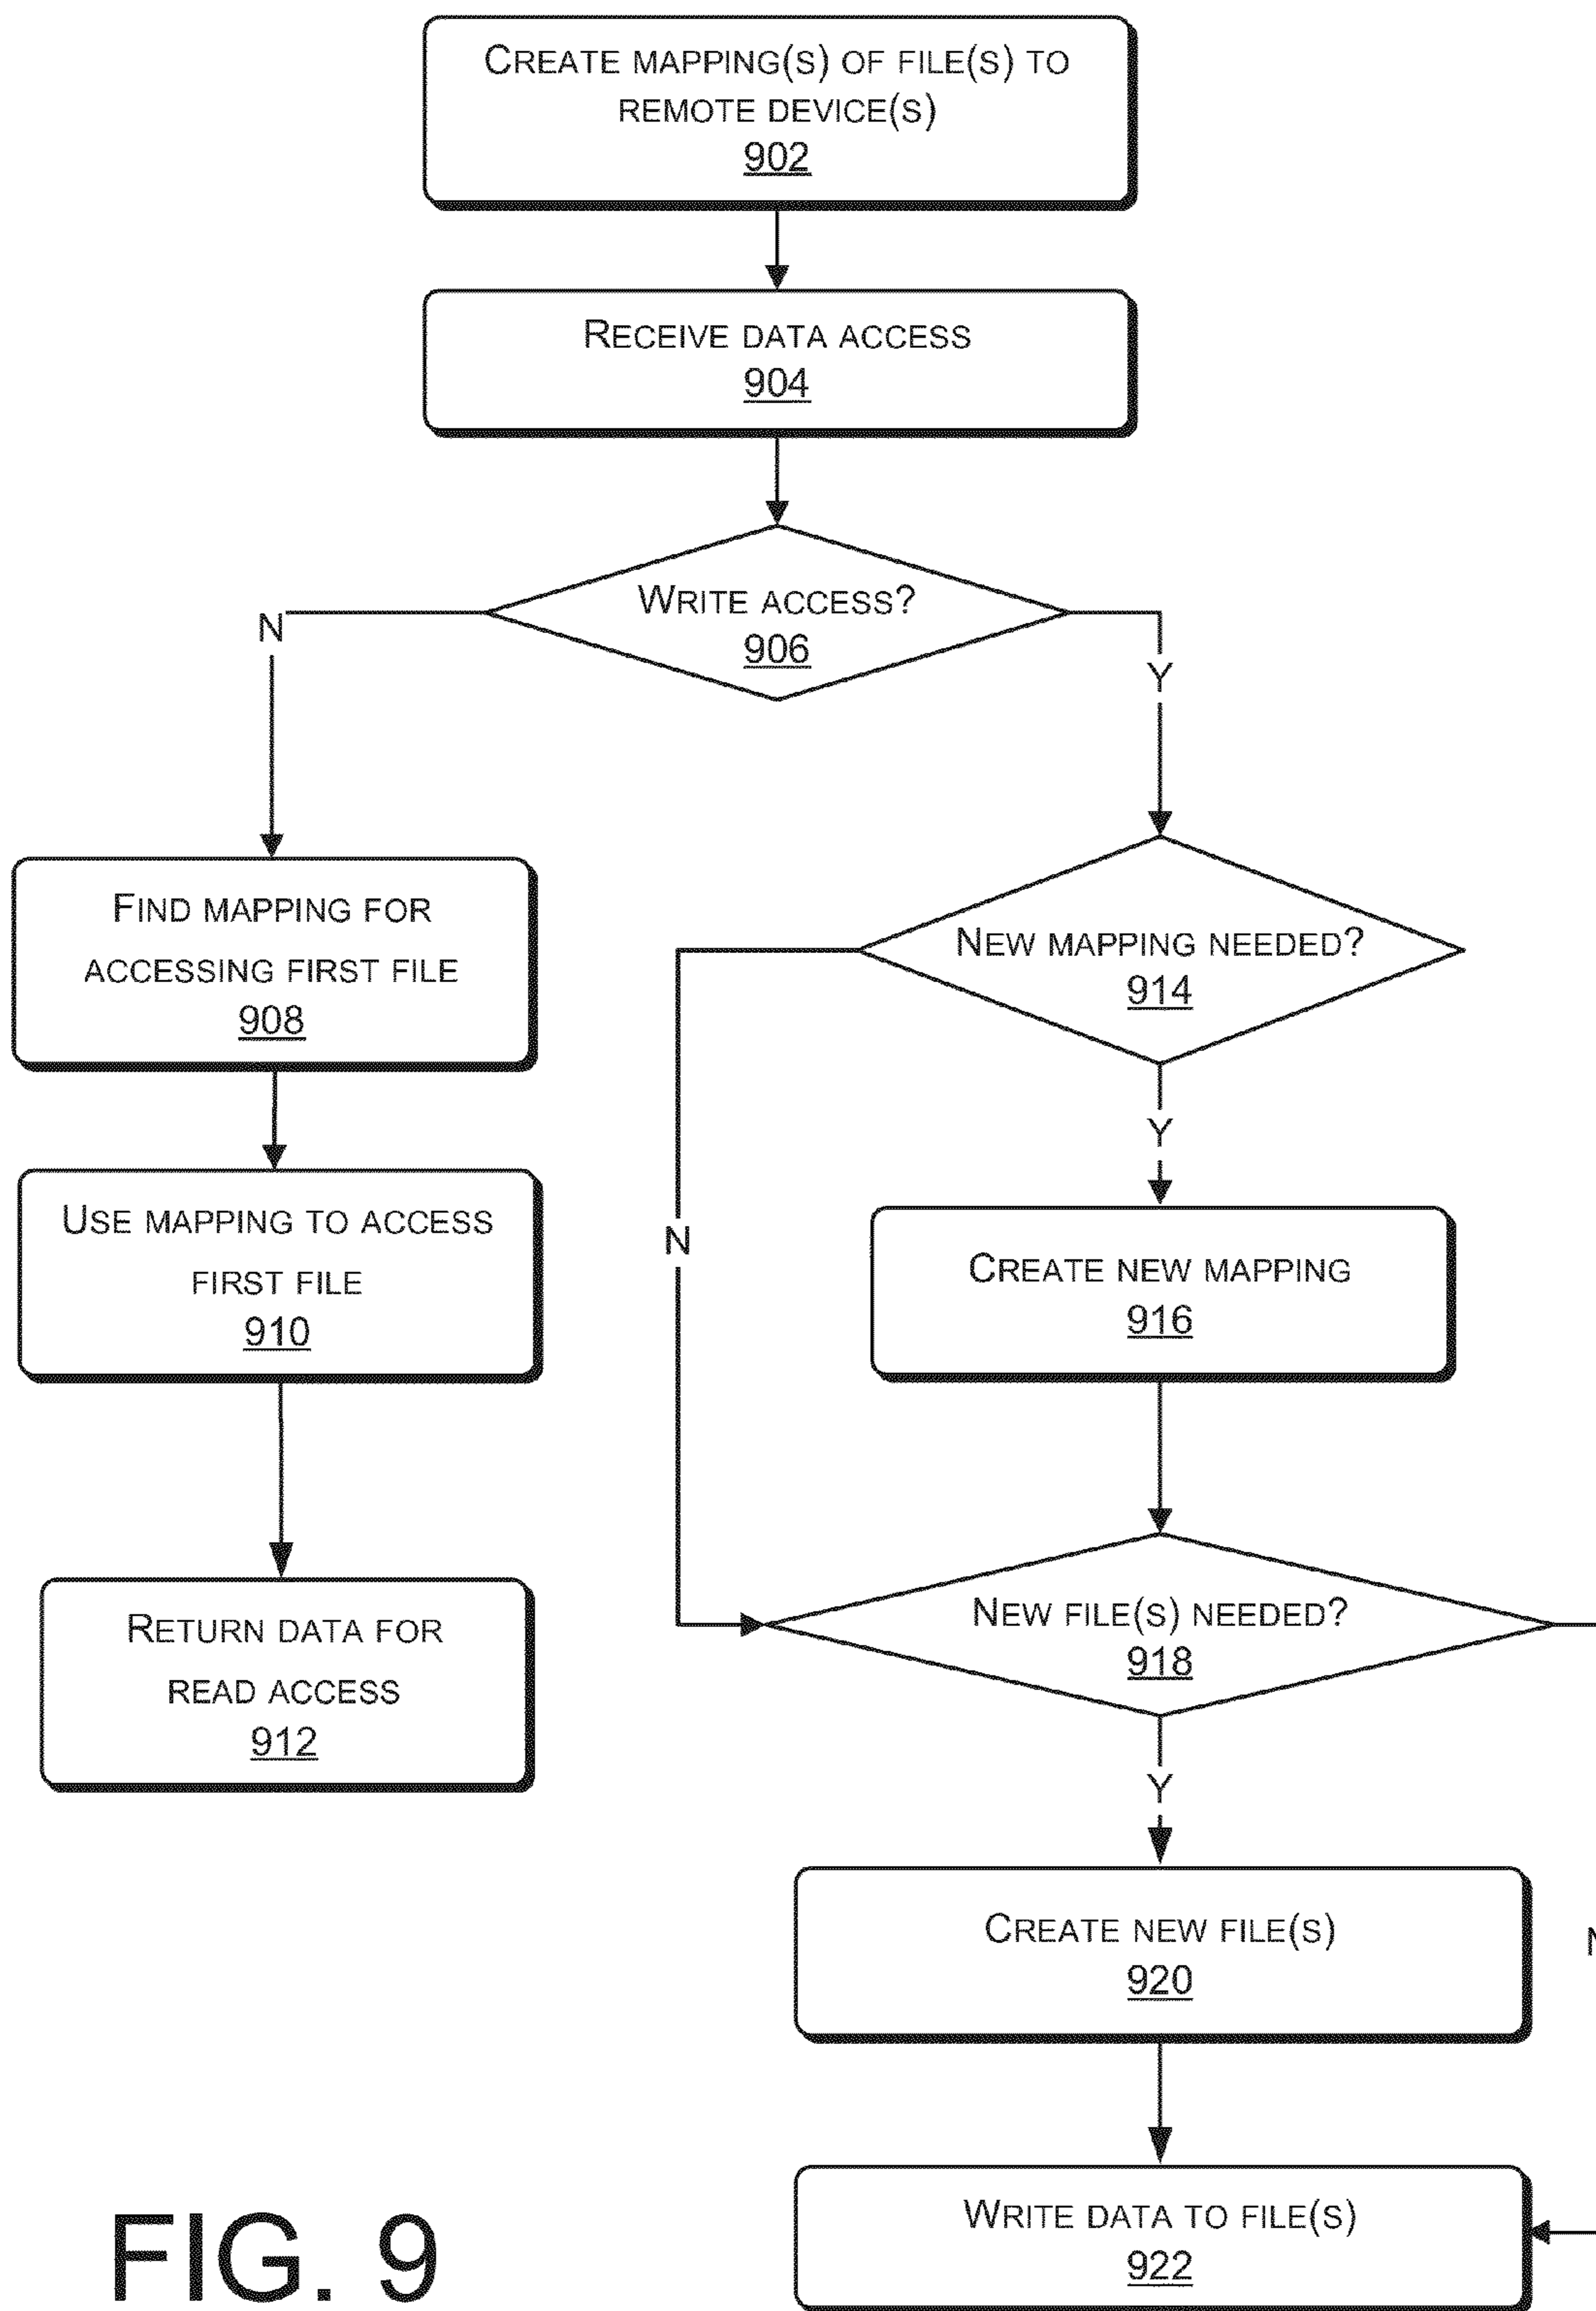 CREATE MAPPING(S) OF FILE(S) TO
REMOTE DEVICE(S)
902
RECEIVE DATA ACCESS
904
WRITE ACCESS?
906
N
Y
FIND MAPPING FOR
ACCESSING FIRST FILE
908
NEW MAPPING NEEDED?
914
Y
USE MAPPING TO ACCESS
FIRST FILE
910
N
CREATE NEW MAPPING
916
RETURN DATA FOR
READ ACCESS
912
NEW FILE(S) NEEDED?
918
Y
CREATE NEW FILE(S)
920
WRITE DATA TO FILE(S)
922
FIG. 9